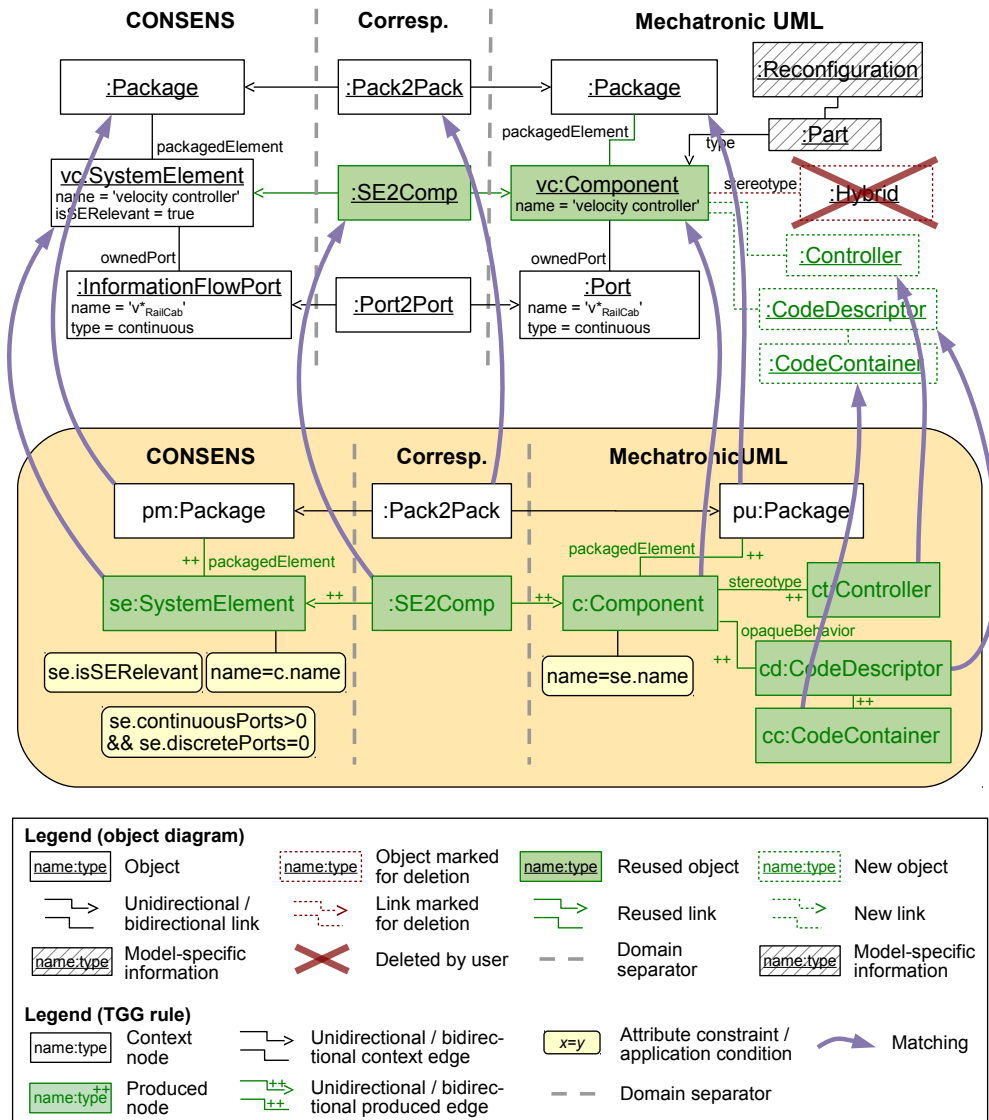 CONSENS
Corresp.
Mechatronic UML
:Package
:Pack2Pack
:Package
:Reconfiguration
packagedElement
packagedElement
type
:Part
vc:SystemElement
name = 'velocity controller'
isSERelevant = true
:SE2Comp
vc:Component
name = 'velocity controller'
stereotype
:Hybrid
:Controller
ownedPort
ownedPort
:InformationFlowPort
name = 'v*RailCab'
type = continuous
:Port2Port
:Port
name = 'v*RailCab'
type = continuous
:CodeDescriptor
:CodeContainer
CONSENS
Corresp.
MechatronicUML
pm:Package
:Pack2Pack
pu:Package
++
packagedElement
packagedElement
++
se:SystemElement
++
:SE2Comp
++
c:Component
stereotype
++
ct:Controller
opaqueBehavior
++
se.isSERelevant
name=c.name
name=se.name
cd:CodeDescriptor
++
se.continuousPorts>0
&& se.discretePorts=0
cc:CodeContainer
Legend (object diagram)
name:type
Object
name:type
Object marked
for deletion
name:type
Reused object
name:type
New object
Unidirectional /
bidirectional link
Link marked
for deletion
Reused link
New link
name:type
Model-specific
information
Deleted by user
Domain
separator
name:type
Model-specific
information
Legend (TGG rule)
name:type
Context
node
Unidirectional / bidirec-
tional context edge
x=y
Attribute constraint /
application condition
Matching
name:type
++
Produced
node
++
++
Unidirectional / bidirec-
tional produced edge
Domain separator